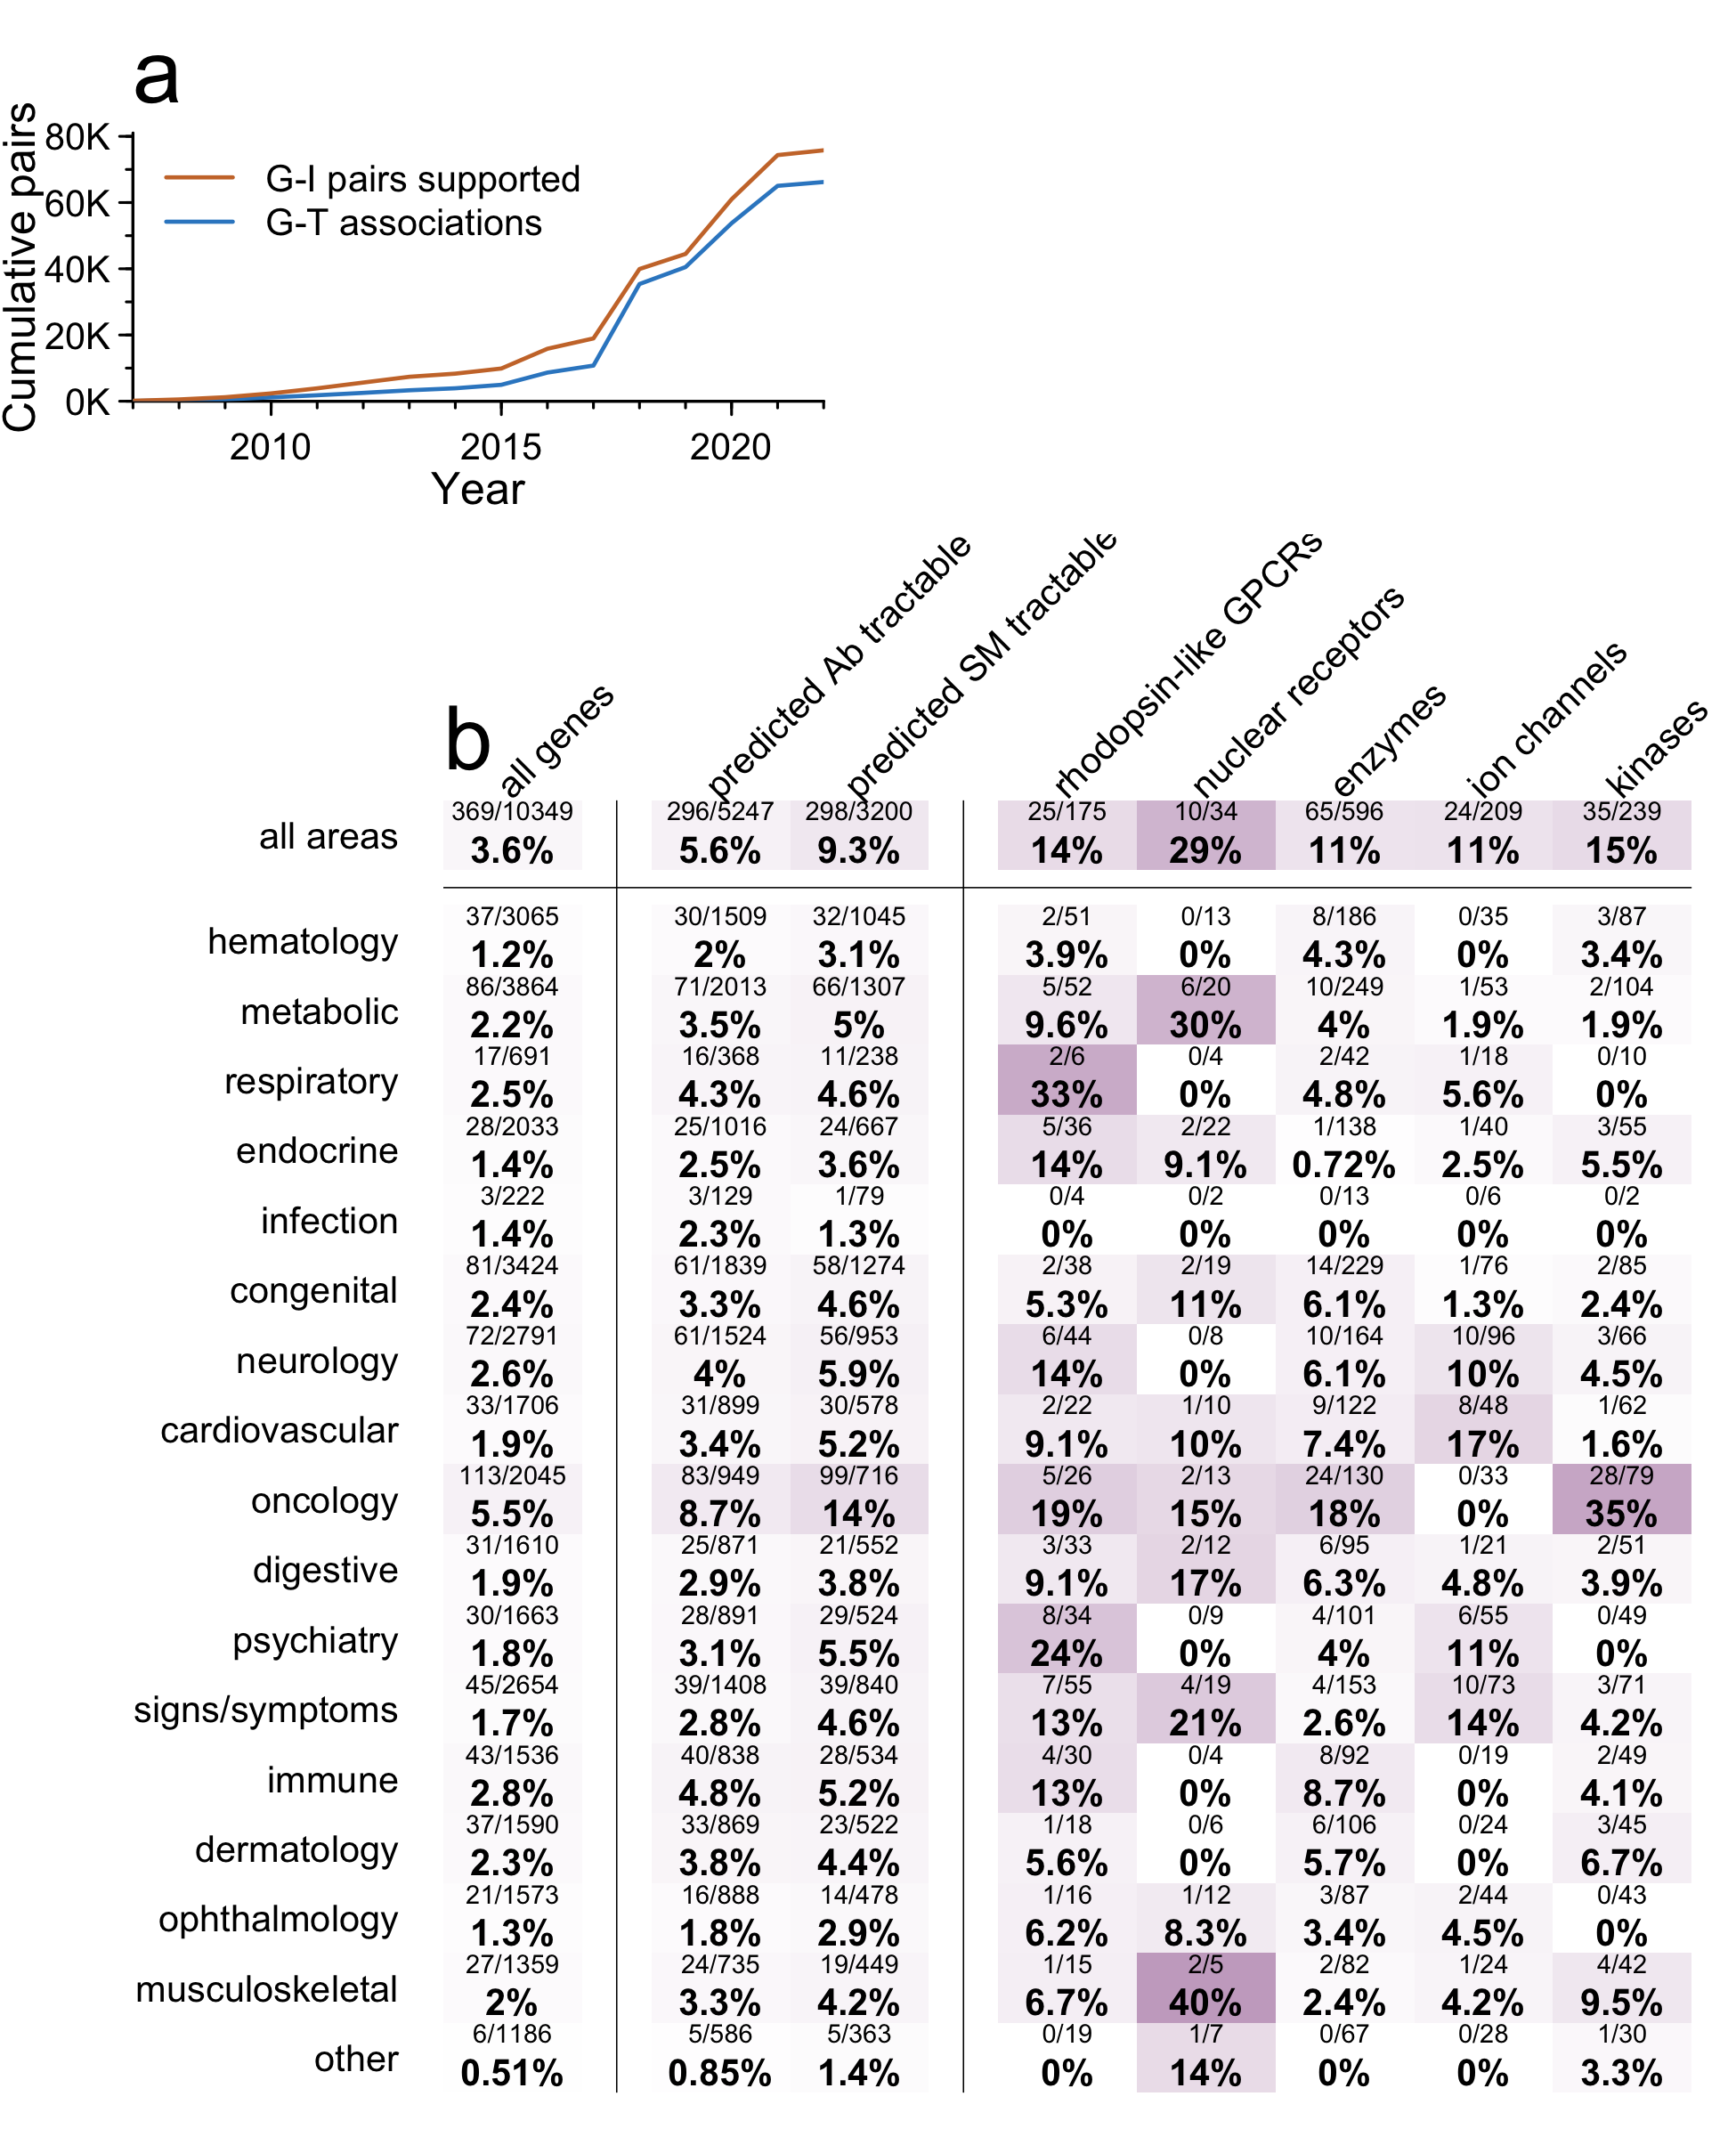 a
Cumulative pairs
80K
60K
40K
20K
0K
G-I pairs supported
G-T associations
2010 2015 2020
Year
b
all genes
predicted Ab tractable
predicted SM tractable
rhodopsin-like GPCRs
nuclear receptors
enzymes
ion channels
kinases
369/10349 296/5247 298/3200 25/175 10/34 65/596 24/209 35/239
all areas 3.6% 5.6% 9.3% 14% 29% 11% 11% 15%
37/3065 30/1509 32/1045 2/51 0/13 8/186 0/35 3/87
hematology 1.2% 2% 3.1% 3.9% 0% 4.3% 0% 3.4%
86/3864 71/2013 66/1307 5/52 6/20 10/249 1/53 2/104
metabolic 2.2% 3.5% 5% 9.6% 30% 4% 1.9% 1.9%
17/691 16/368 11/238 2/6 0/4 2/42 1/18 0/10
respiratory 2.5% 4.3% 4.6% 33% 0% 4.8% 5.6% 0%
28/2033 25/1016 24/667 5/36 2/22 1/138 1/40 3/55
endocrine 1.4% 2.5% 3.6% 14% 9.1% 0.72% 2.5% 5.5%
3/222 3/129 1/79 0/4 0/2 0/13 0/6 0/2
infection 1.4% 2.3% 1.3% 0% 0% 0% 0% 0%
81/3424 61/1839 58/1274 2/38 2/19 14/229 1/76 2/85
congenital 2.4% 3.3% 4.6% 5.3% 11% 6.1% 1.3% 2.4%
72/2791 61/1524 56/953 6/44 0/8 10/164 10/96 3/66
neurology 2.6% 4% 5.9% 14% 0% 6.1% 10% 4.5%
33/1706 31/899 30/578 2/22 1/10 9/122 8/48 1/62
cardiovascular 1.9% 3.4% 5.2% 9.1% 10% 7.4% 17% 1.6%
113/2045 83/949 99/716 5/26 2/13 24/130 0/33 28/79
oncology 5.5% 8.7% 14% 19% 15% 18% 0% 35%
31/1610 25/871 21/552 3/33 2/12 6/95 1/21 2/51
digestive 1.9% 2.9% 3.8% 9.1% 17% 6.3% 4.8% 3.9%
30/1663 28/891 29/524 8/34 0/9 4/101 6/55 0/49
psychiatry 1.8% 3.1% 5.5% 24% 0% 4% 11% 0%
45/2654 39/1408 39/840 7/55 4/19 4/153 10/73 3/71
signs/symptoms 1.7% 2.8% 4.6% 13% 21% 2.6% 14% 4.2%
43/1536 40/838 28/534 4/30 0/4 8/92 0/19 2/49
immune 2.8% 4.8% 5.2% 13% 0% 8.7% 0% 4.1%
37/1590 33/869 23/522 1/18 0/6 6/106 0/24 3/45
dermatology 2.3% 3.8% 4.4% 5.6% 0% 5.7% 0% 6.7%
21/1573 16/888 14/478 1/16 1/12 3/87 2/44 0/43
ophthalmology 1.3% 1.8% 2.9% 6.2% 8.3% 3.4% 4.5% 0%
27/1359 24/735 19/449 1/15 2/5 2/82 1/24 4/42
musculoskeletal 2% 3.3% 4.2% 6.7% 40% 2.4% 4.2% 9.5%
6/1186 5/586 5/363 0/19 1/7 0/67 0/28 1/30
other 0.51% 0.85% 1.4% 0% 14% 0% 0% 3.3%